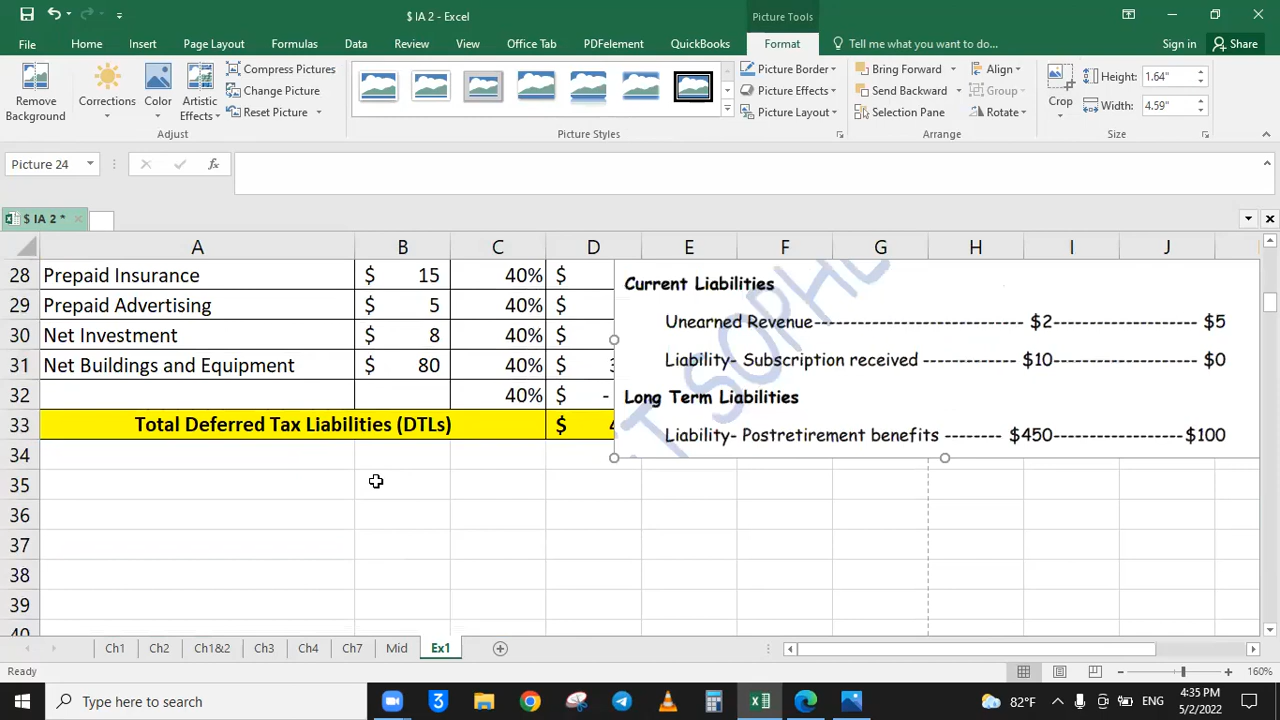 $ IA 2 - Excel
Picture Tools
File Home Insert Page Layout Formulas Data Review View Office Tab PDFelement QuickBooks Format Tell me what you want to do... Sign in Share
Remove Background
Corrections
Color
Artistic Effects
Compress Pictures
Change Picture
Reset Picture
Picture Border
Picture Effects
Picture Layout
Bring Forward
Send Backward
Selection Pane
Align
Group
Rotate
Crop
Height: 1.64"
Width: 4.59"
Adjust Picture Styles Arrange Size
Picture 24 fx
$ IA 2 *
A B C D E F G H I J
28 Prepaid Insurance $ 15 40% $
29 Prepaid Advertising $ 5 40% $
30 Net Investment $ 8 40% $
31 Net Buildings and Equipment $ 80 40% $
32 40% $ -
33 Total Deferred Tax Liabilities (DTLs) $
34
35
36
37
38
39
40
Current Liabilities
Unearned Revenue----------------------------- $2--------------------- $5
Liability- Subscription received ------------- $10--------------------- $0
Long Term Liabilities
Liability- Postretirement benefits -------- $450-------------------$100
T SOPHE
Ch1 Ch2 Ch1&2 Ch3 Ch4 Ch7 Mid Ex1
Ready 160%
Type here to search
82°F ENG
4:35 PM
5/2/2022